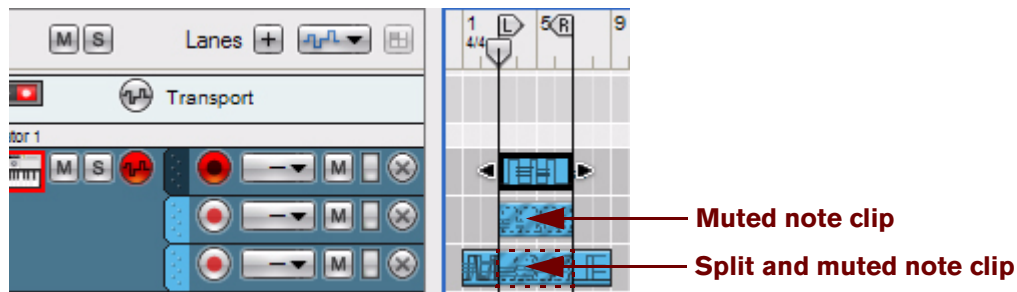 1 L 5 R 9
4/4
M S Lanes +
Transport
tor 1
M S M
M
Muted note clip
M
Split and muted note clip